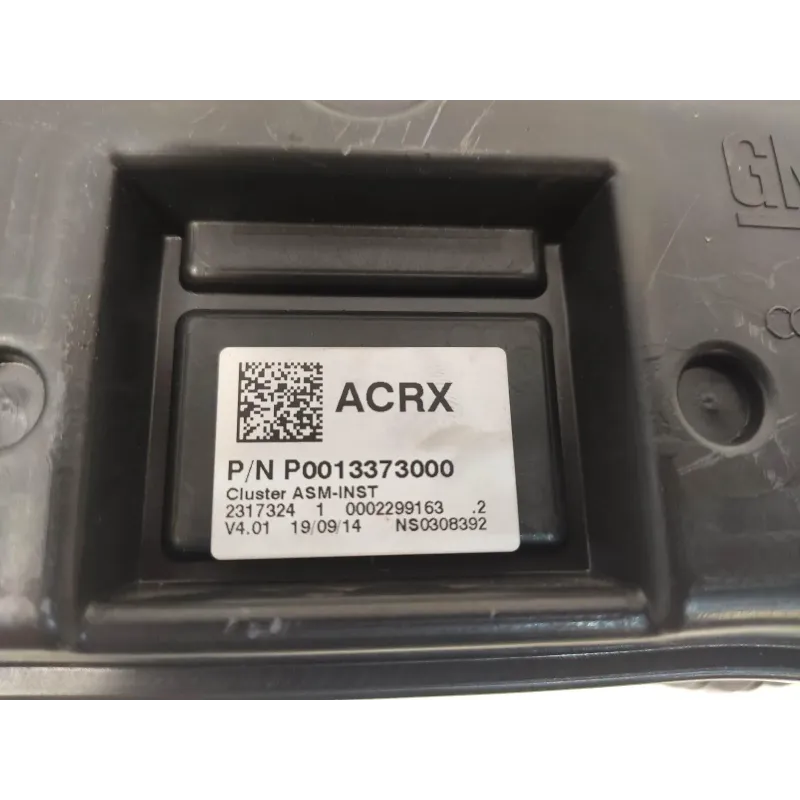 ACRX
P/N P0013373000
Cluster ASM-INST
2317324 1 0002299163 .2
V4.01 19/09/14 NS0308392